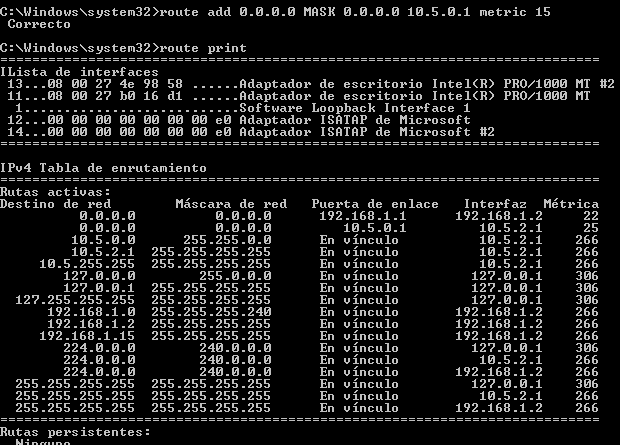 C:\Windows\system32>route add 0.0.0.0 MASK 0.0.0.0 10.5.0.1 metric 15
Correcto
C:\Windows\system32>route print
===========================================================================
ILista de interfaces
13...08 00 27 4e 98 58 ......Adaptador de escritorio Intel(R) PRO/1000 MT #2
11...08 00 27 b0 16 d1 ......Adaptador de escritorio Intel(R) PRO/1000 MT
1...........................Software Loopback Interface 1
12...00 00 00 00 00 00 00 e0 Adaptador ISATAP de Microsoft
14...00 00 00 00 00 00 00 e0 Adaptador ISATAP de Microsoft #2
===========================================================================
IPv4 Tabla de enrutamiento
===========================================================================
Rutas activas:
Destino de red Máscara de red Puerta de enlace Interfaz Métrica
0.0.0.0 0.0.0.0 192.168.1.1 192.168.1.2 22
0.0.0.0 0.0.0.0 10.5.0.1 10.5.2.1 25
10.5.0.0 255.255.0.0 En vínculo 10.5.2.1 266
10.5.2.1 255.255.255.255 En vínculo 10.5.2.1 266
10.5.255.255 255.255.255.255 En vínculo 10.5.2.1 266
127.0.0.0 255.0.0.0 En vínculo 127.0.0.1 306
127.0.0.1 255.255.255.255 En vínculo 127.0.0.1 306
127.255.255.255 255.255.255.255 En vínculo 127.0.0.1 306
192.168.1.0 255.255.255.240 En vínculo 192.168.1.2 266
192.168.1.2 255.255.255.255 En vínculo 192.168.1.2 266
192.168.1.15 255.255.255.255 En vínculo 192.168.1.2 266
224.0.0.0 240.0.0.0 En vínculo 127.0.0.1 306
224.0.0.0 240.0.0.0 En vínculo 10.5.2.1 266
224.0.0.0 240.0.0.0 En vínculo 192.168.1.2 266
255.255.255.255 255.255.255.255 En vínculo 127.0.0.1 306
255.255.255.255 255.255.255.255 En vínculo 10.5.2.1 266
255.255.255.255 255.255.255.255 En vínculo 192.168.1.2 266
===========================================================================
Rutas persistentes:
Ninguno